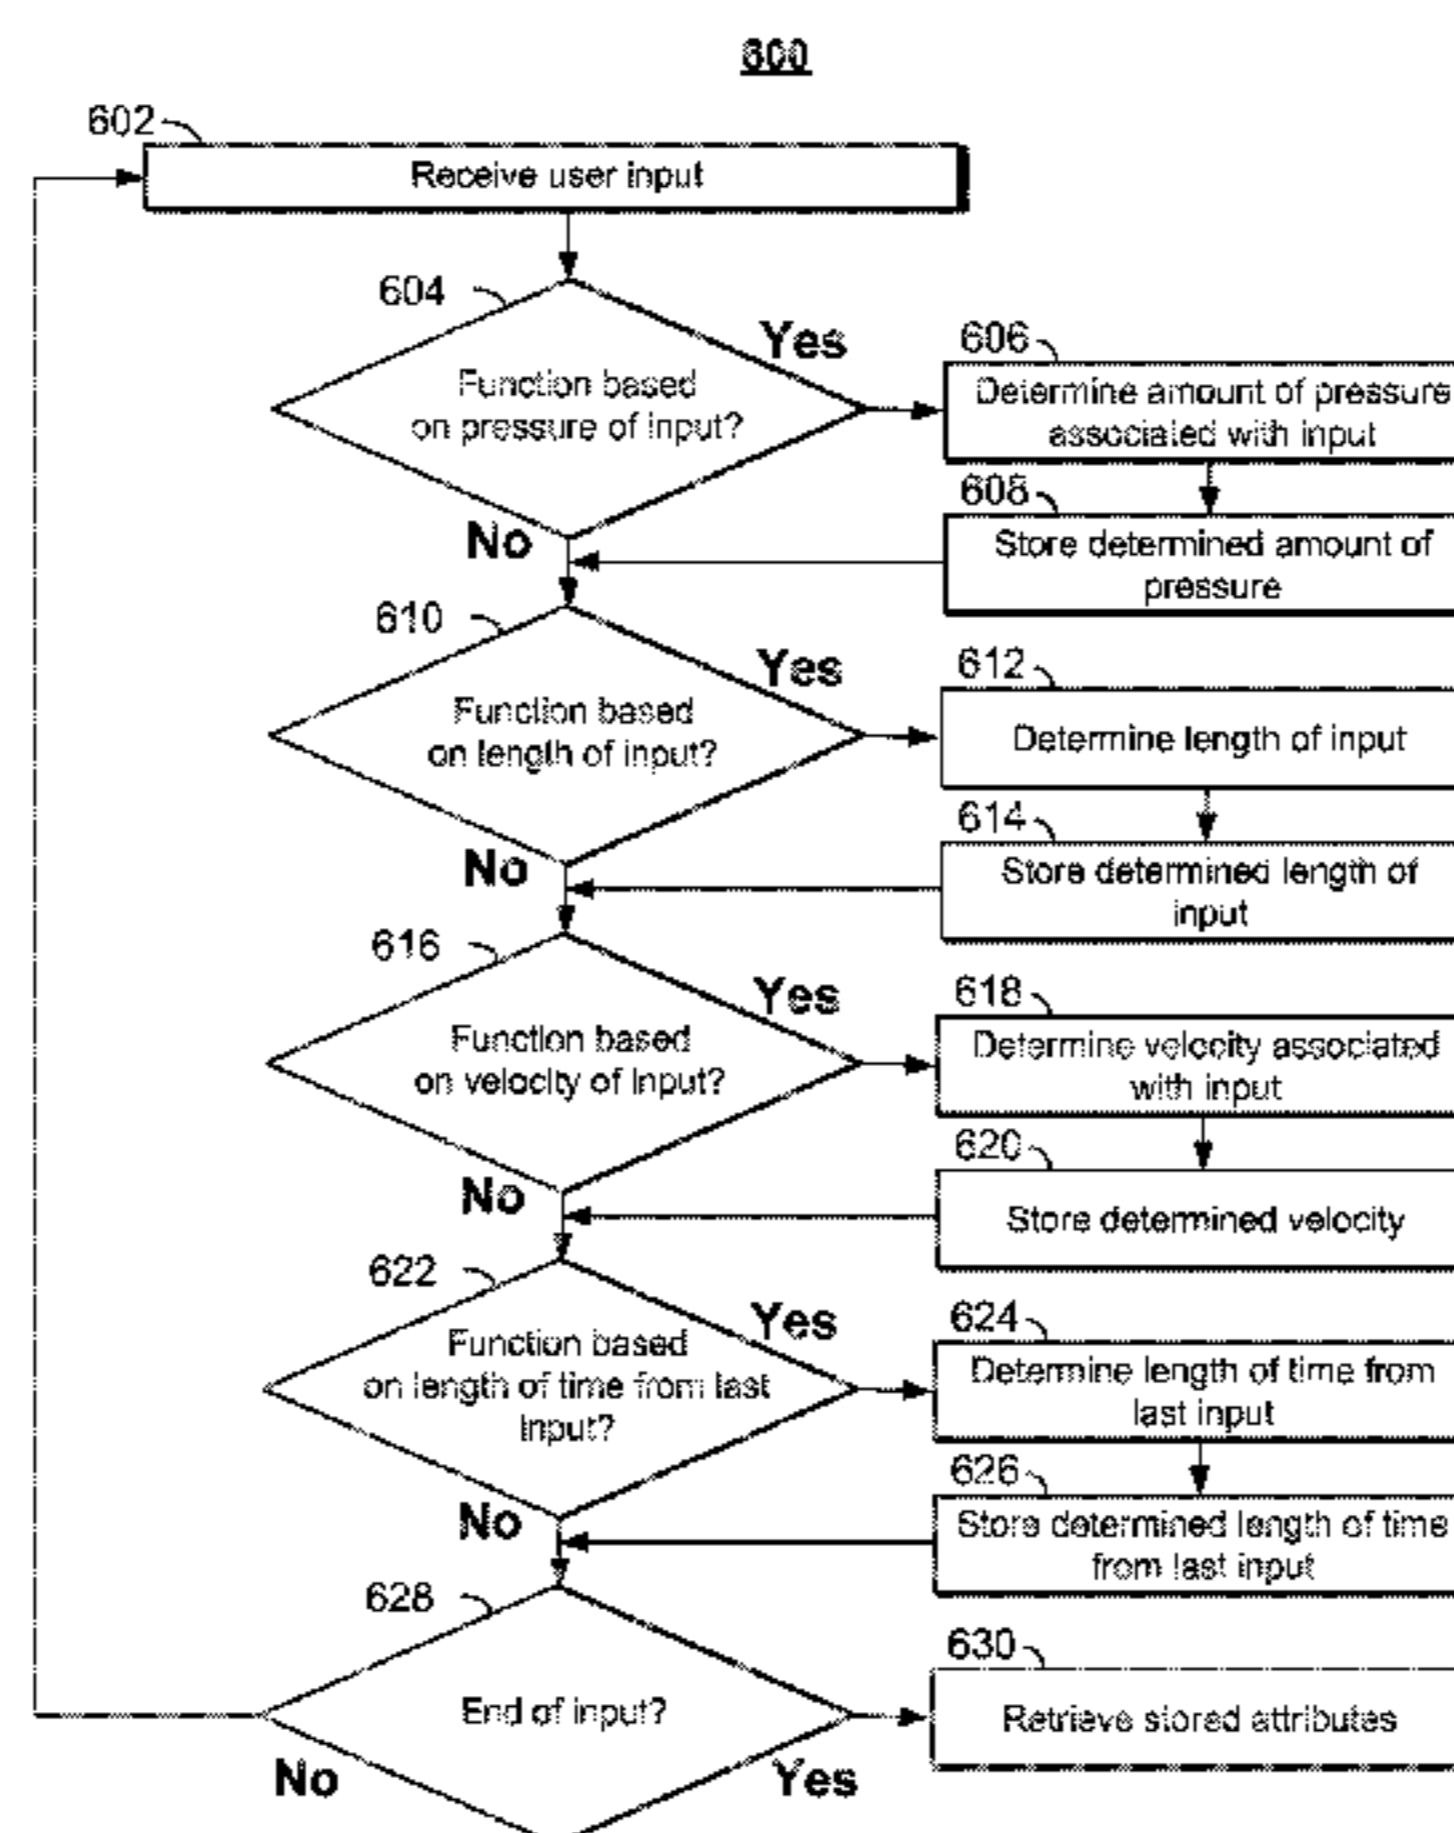 600
602
Receive user input
604
Yes
Function based
on pressure of input?
606
Determine amount of pressure
associated with input
608
Store determined amount of
pressure
No
610
Yes
Function based
on length of input?
612
Determine length of input
614
Store determined length of
input
No
616
Yes
Function based
on velocity of input?
618
Determine velocity associated
with input
620
Store determined velocity
No
622
Yes
Function based
on length of time from last
input?
624
Determine length of time from
last input
626
Store determined length of time
from last input
No
628
End of input?
630
Retrieve stored attributes
No
Yes